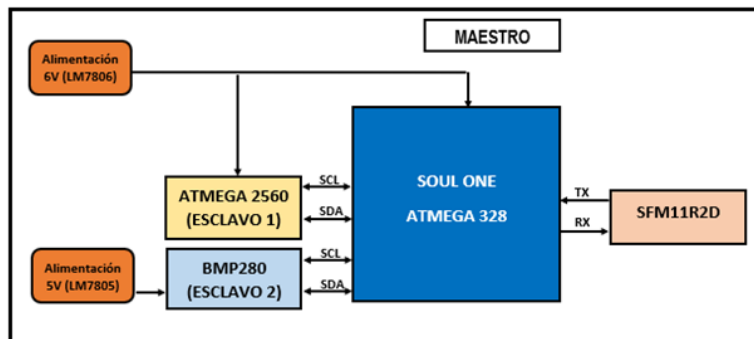 MAESTRO
Alimentación
6V (LM7806)
SOUL ONE
ATMEGA 328
ATMEGA 2560
(ESCLAVO 1)
SCL
SDA
TX
RX
SFM11R2D
Alimentación
5V (LM7805)
BMP280
(ESCLAVO 2)
SCL
SDA